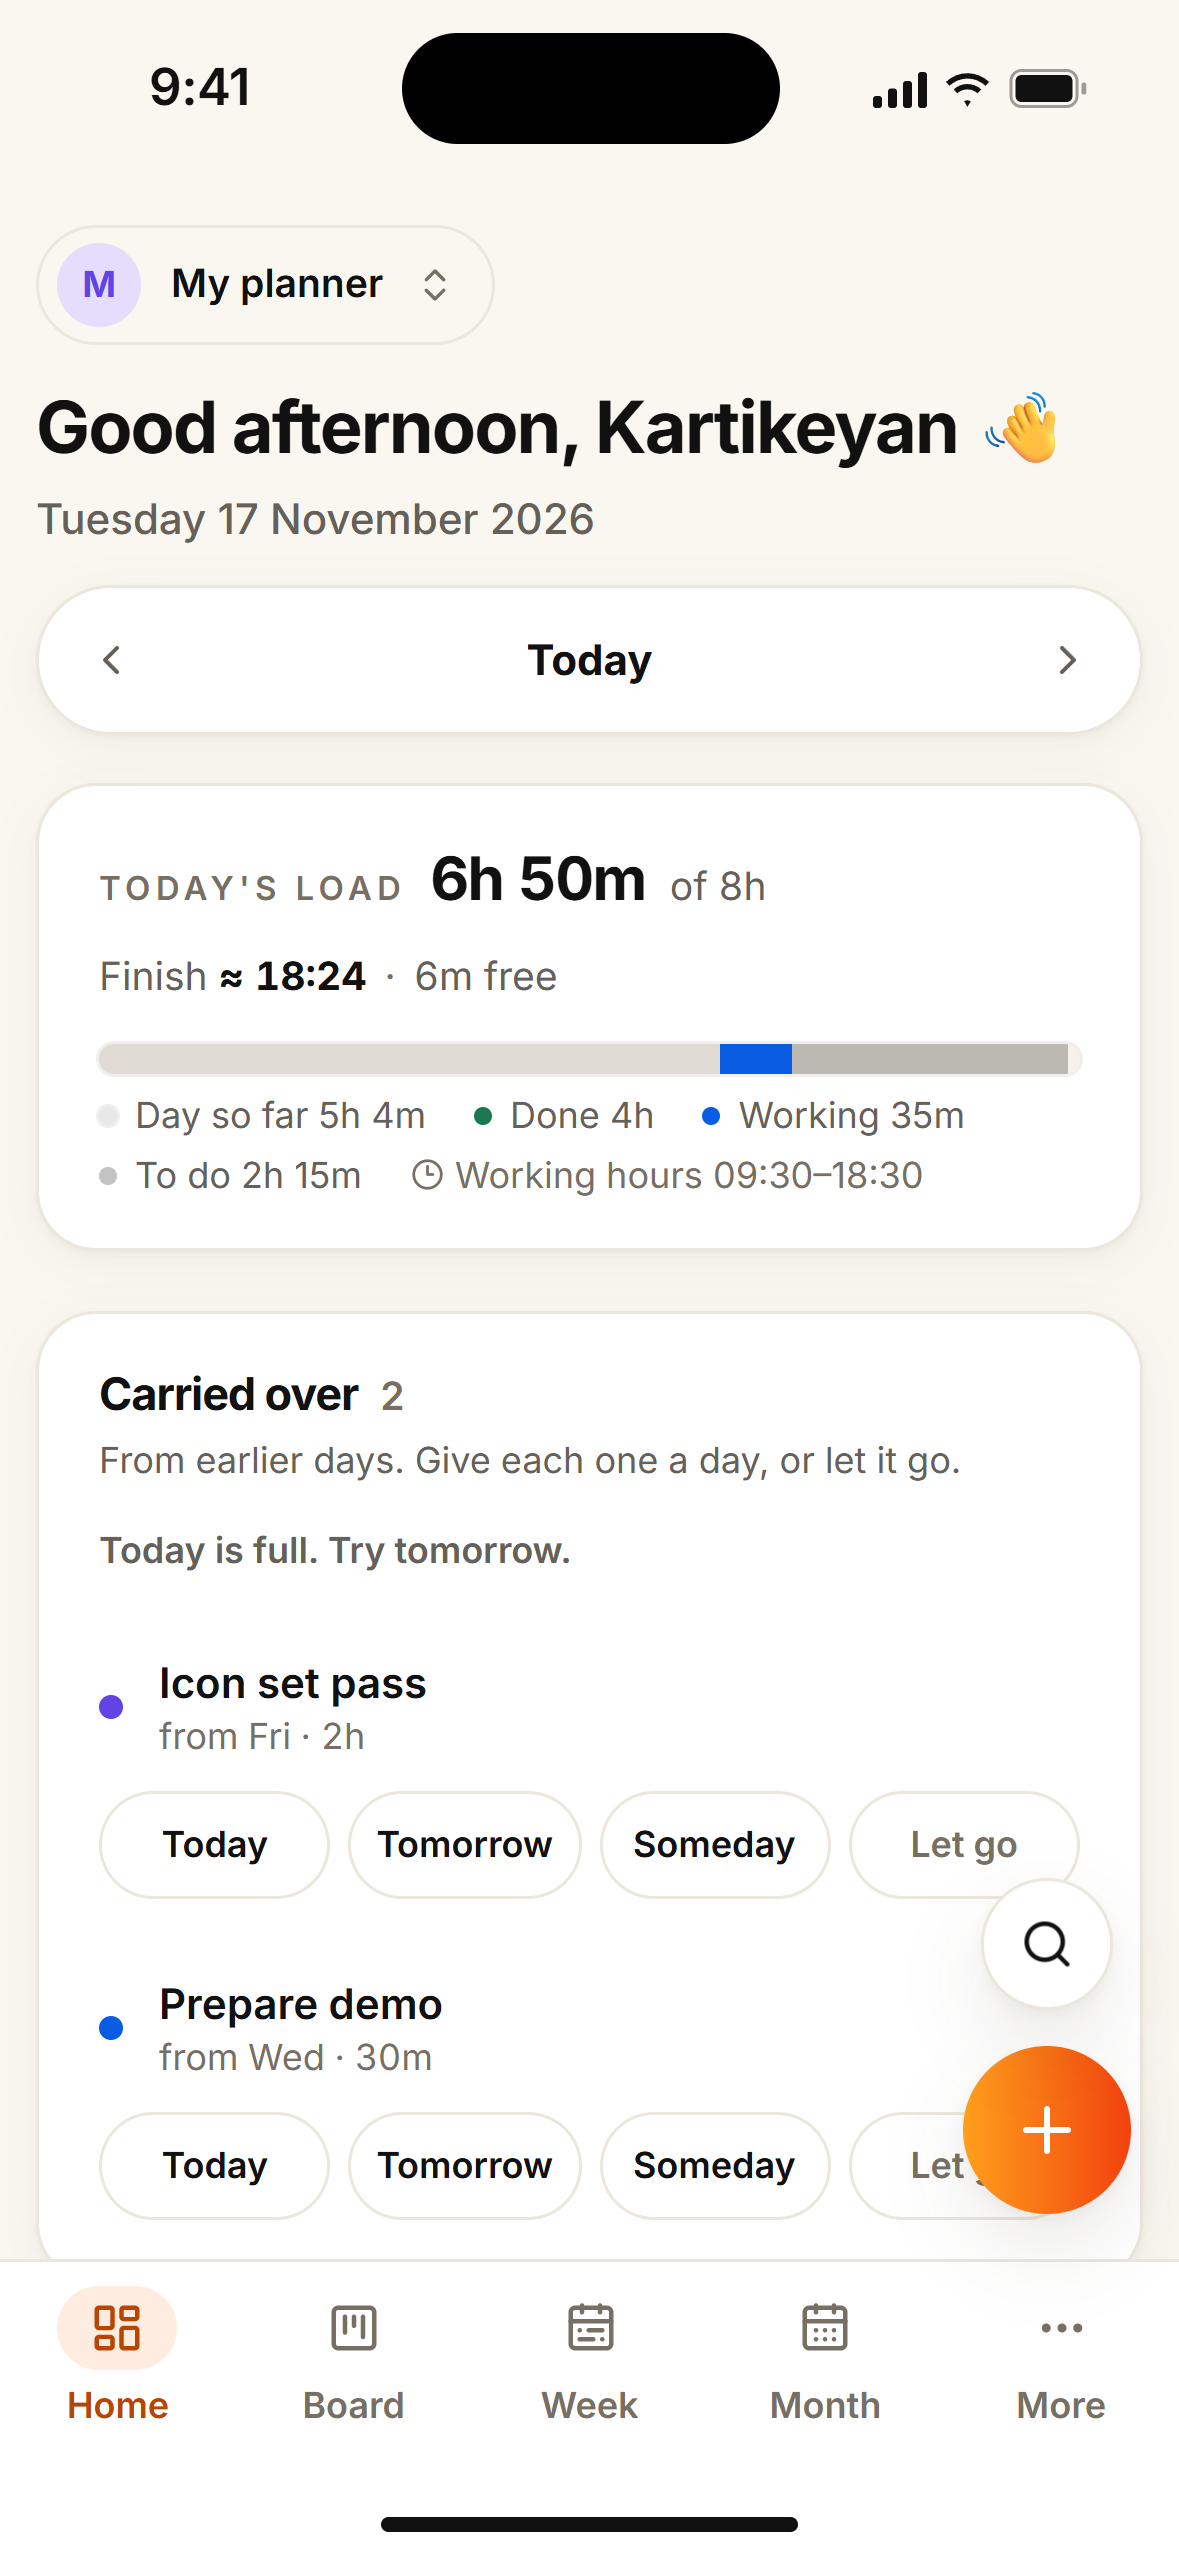 9:41
M My planner
Good afternoon, Kartikeyan 👋
Tuesday 17 November 2026
Today
TODAY'S LOAD 6h 50m of 8h
Finish ≈ 18:24 · 6m free
Day so far 5h 4m Done 4h Working 35m
To do 2h 15m Working hours 09:30–18:30
Carried over 2
From earlier days. Give each one a day, or let it go.
Today is full. Try tomorrow.
Icon set pass
from Fri · 2h
Today Tomorrow Someday Let go
Prepare demo
from Wed · 30m
Today Tomorrow Someday Let
Home Board Week Month More